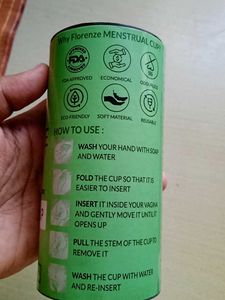 Why Florenze MENSTRUAL CUP?
FDA
FDA APPROVED
ECONOMICAL
ECO-FRIENDLY
SOFT MATERIAL
REUSABLE
HOW TO USE :
WASH YOUR HAND WITH SOAP
AND WATER
FOLD THE CUP SO THAT IT IS
EASIER TO INSERT
INSERT IT INSIDE YOUR VAGINA
AND GENTLY MOVE IT UNTIL IT
OPENS UP
PULL THE STEM OF THE CUP TO
REMOVE IT
WASH THE CUP WITH WATER
AND RE-INSERT